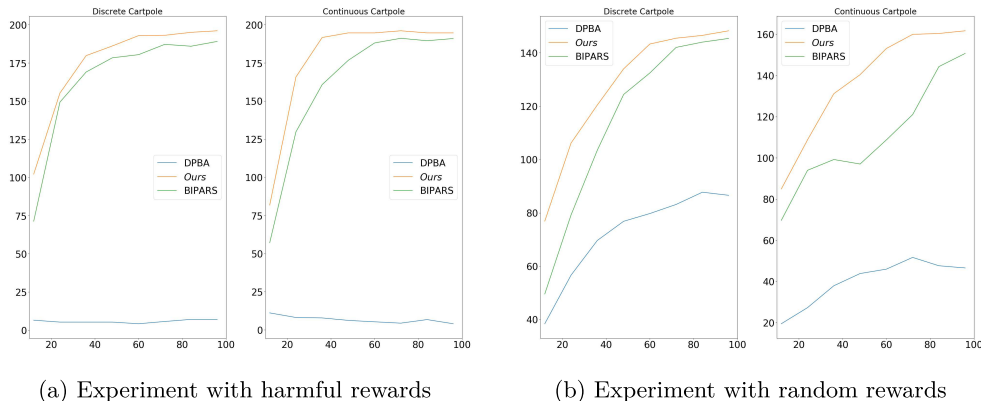 Discrete Cartpole
200
175
150
125
100
75
50
25
0
20 40 60 80 100
DPBA
Ours
BIPARS
Continuous Cartpole
200
175
150
125
100
75
50
25
0
20 40 60 80 100
DPBA
Ours
BIPARS
(a) Experiment with harmful rewards
Discrete Cartpole
140
120
100
80
60
40
20 40 60 80 100
DPBA
Ours
BIPARS
Continuous Cartpole
160
140
120
100
80
60
40
20
20 40 60 80 100
DPBA
Ours
BIPARS
(b) Experiment with random rewards